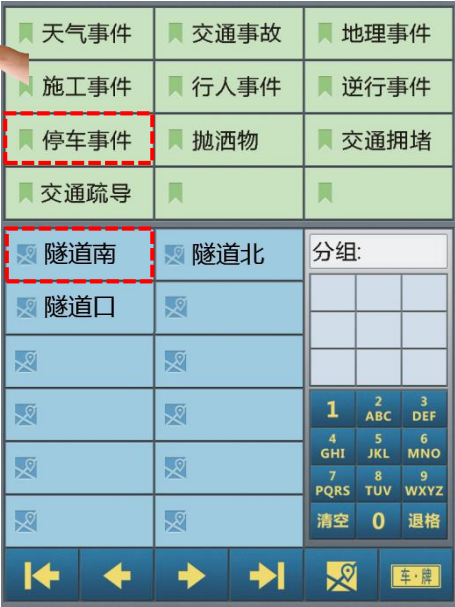 天气事件 交通事故 地理事件
施工事件 行人事件 逆行事件
停车事件 抛洒物 交通拥堵
交通疏导
隧道南 隧道北 分组:
隧道口
1 2 ABC 3 DEF
4 GHI 5 JKL 6 MNO
7 PQRS 8 TUV 9 WXYZ
清空 0 退格
车·牌